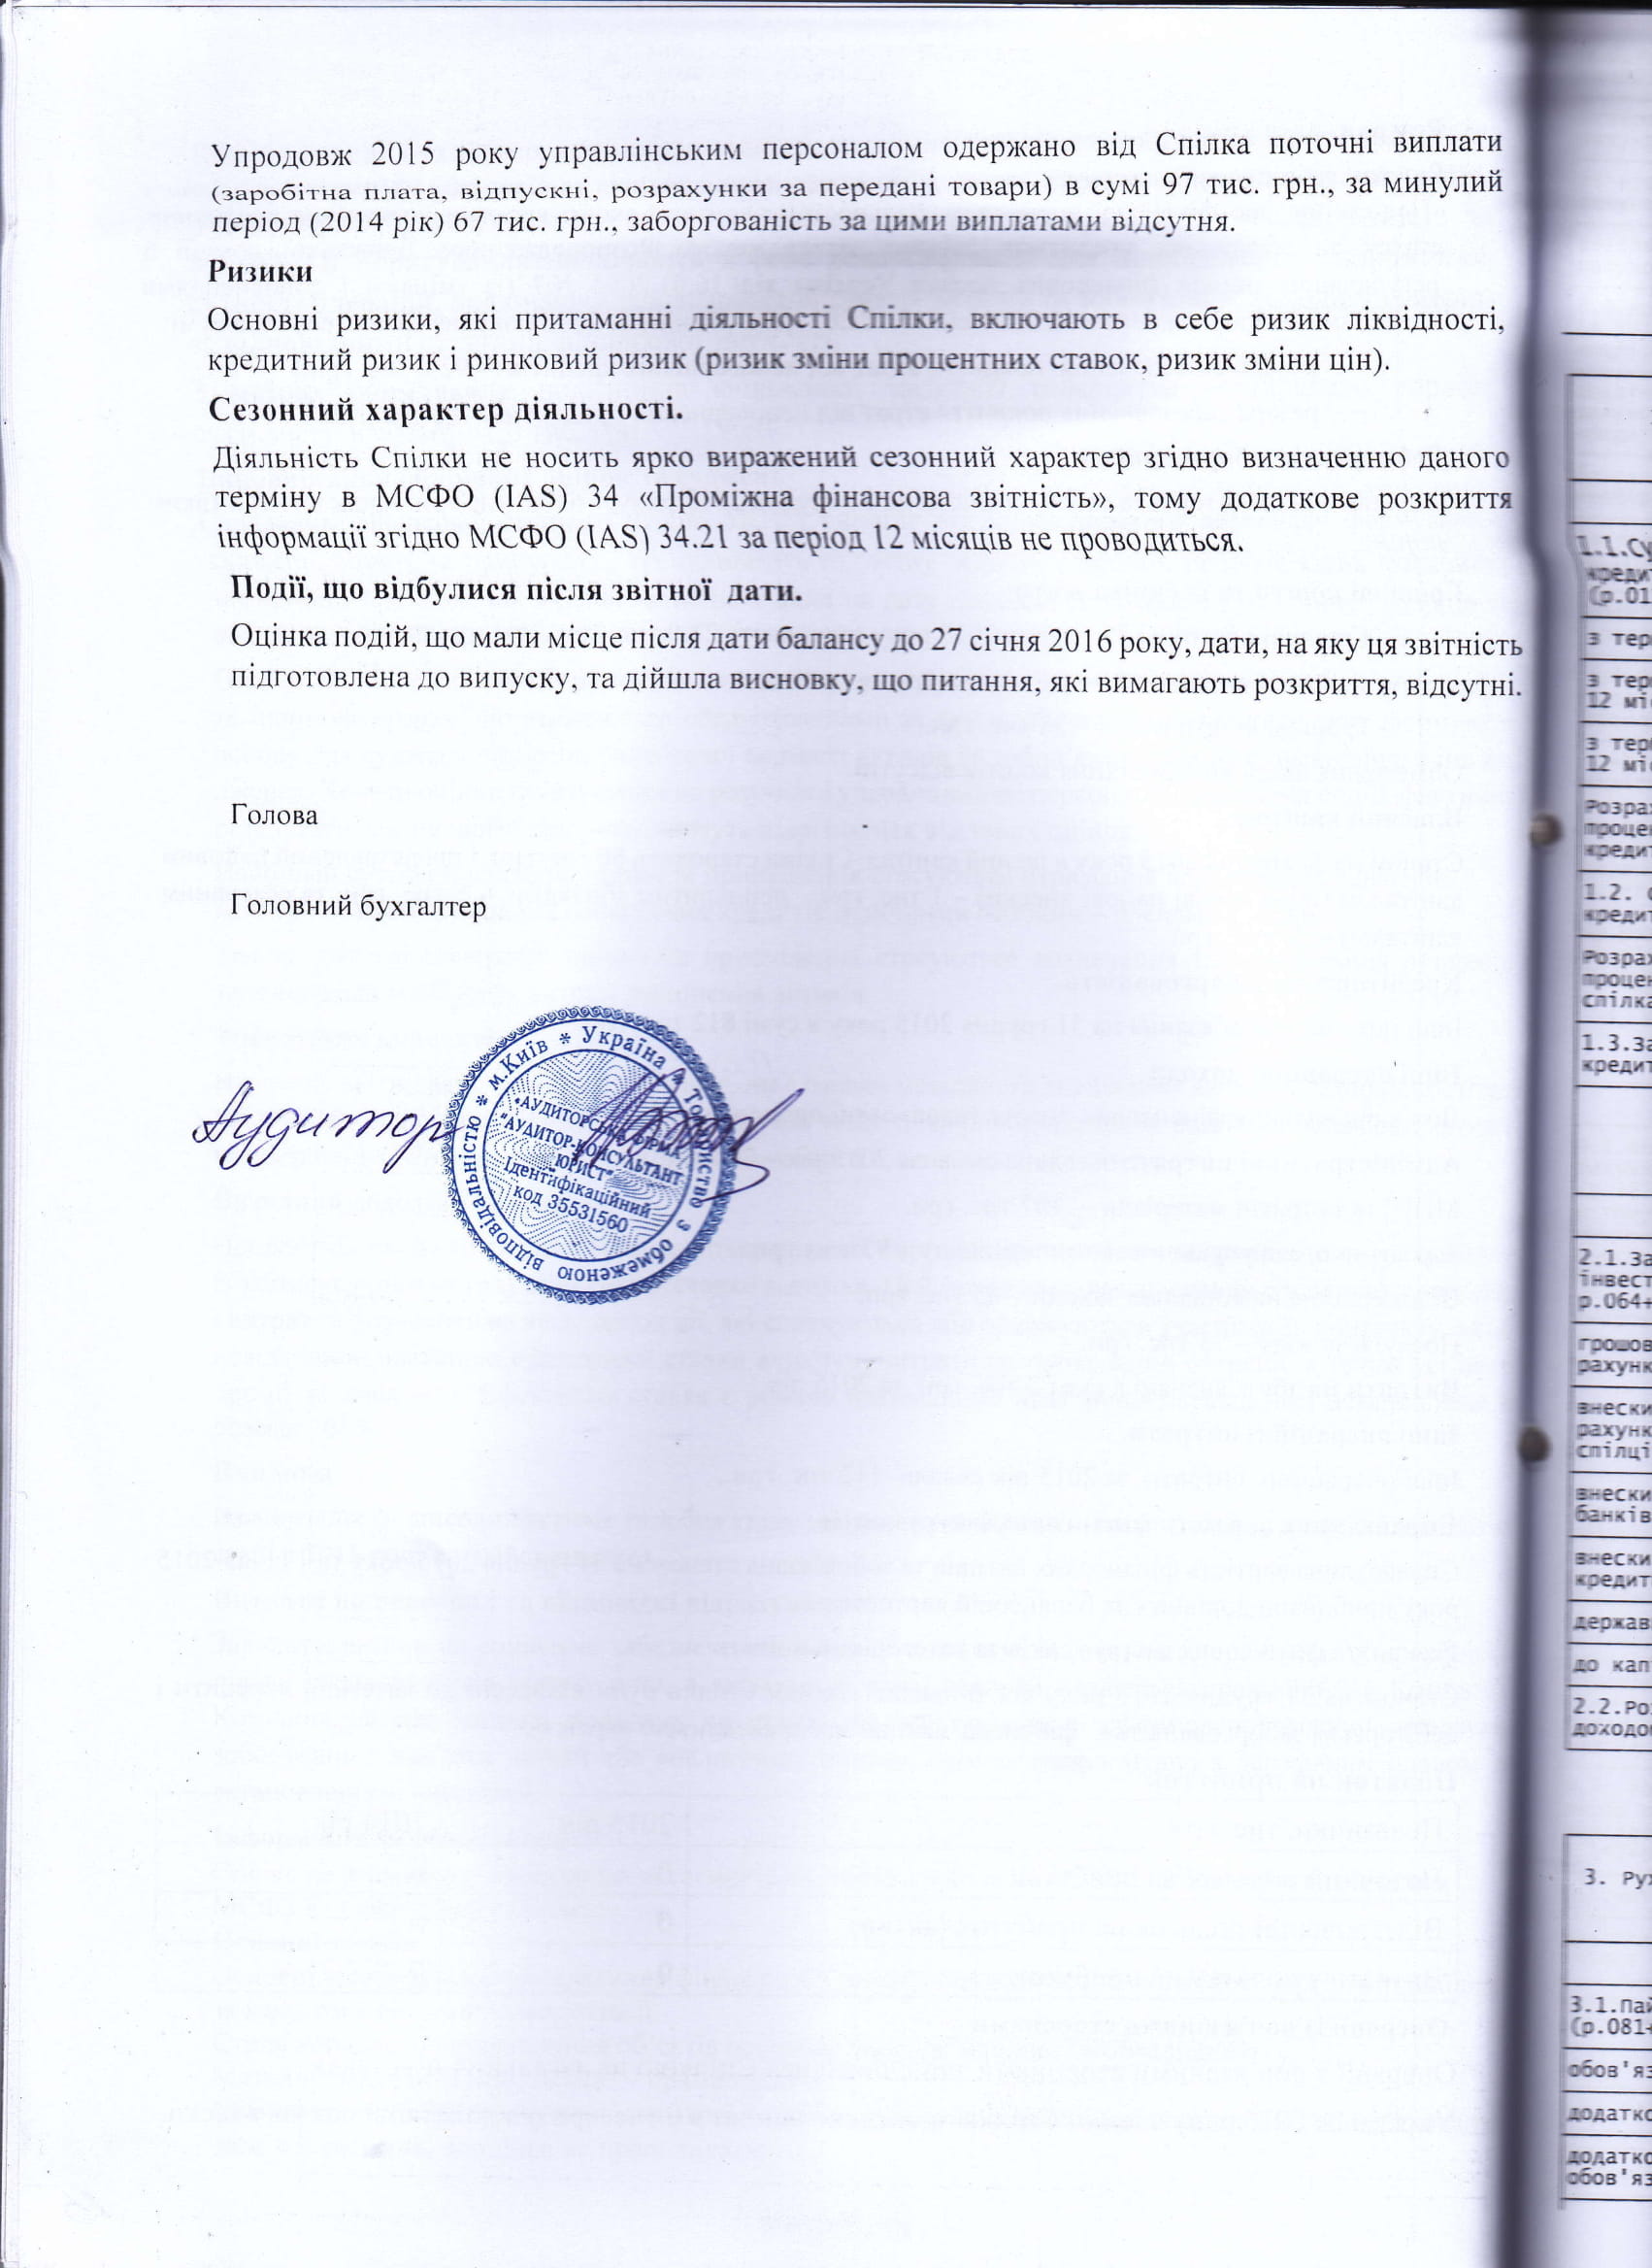 Упродовж 2015 року управлінським персоналом одержано від Спілка поточні виплати
(заробітна плата, відпускні, розрахунки за передані товари) в сумі 97 тис. грн., за минулий
період (2014 рік) 67 тис. грн., заборгованість за цими виплатами відсутня.
Ризики
Основні ризики, які притаманні діяльності Спілки, включають в себе ризик ліквідності,
кредитний ризик і ринковий ризик (ризик зміни процентних ставок, ризик зміни цін).
Сезонний характер діяльності.
Діяльність Спілки не носить ярко виражений сезонний характер згідно визначенню даного
терміну в МСФО (IAS) 34 «Проміжна фінансова звітність», тому додаткове розкриття
інформації згідно МСФО (IAS) 34.21 за період 12 місяців не проводиться.
Події, що відбулися після звітної дати.
Оцінка подій, що мали місце після дати балансу до 27 січня 2016 року, дати, на яку ця звітність
підготовлена до випуску, та дійшла висновку, що питання, які вимагають розкриття, відсутні.
Голова
Головний бухгалтер
Аудитор
* м.Київ * Україна * Товариство з обмеженою відповідальністю
"АУДИТОРСЬКА ФІРМА
"АУДИТОР-КОНСУЛЬТАНТ
ЮРИСТ"
Ідентифікаційний
код 35531560
1.1.Су
кредит
(р.01
з тер
з тер
12 міс
з тер
12 міс
Розрах
процен
кредит
1.2. С
кредит
Розрах
процен
спілка
1.3.За
кредит
2.1.За
інвест
р.064+
грошов
рахунк
внески
рахунк
спілці
внески
банків
внески
кредит
держав
до кап
2.2.Роз
доходо
3. Рух
3.1.Пай
(р.081+
обов'яз
додатко
додатко
обов'яз